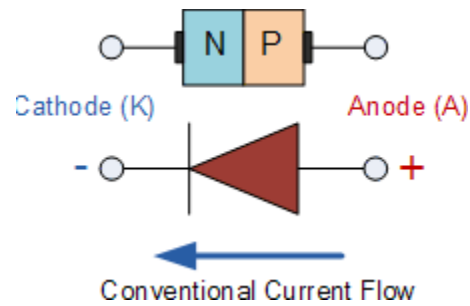 N P
Cathode (K) Anode (A)
- +
Conventional Current Flow